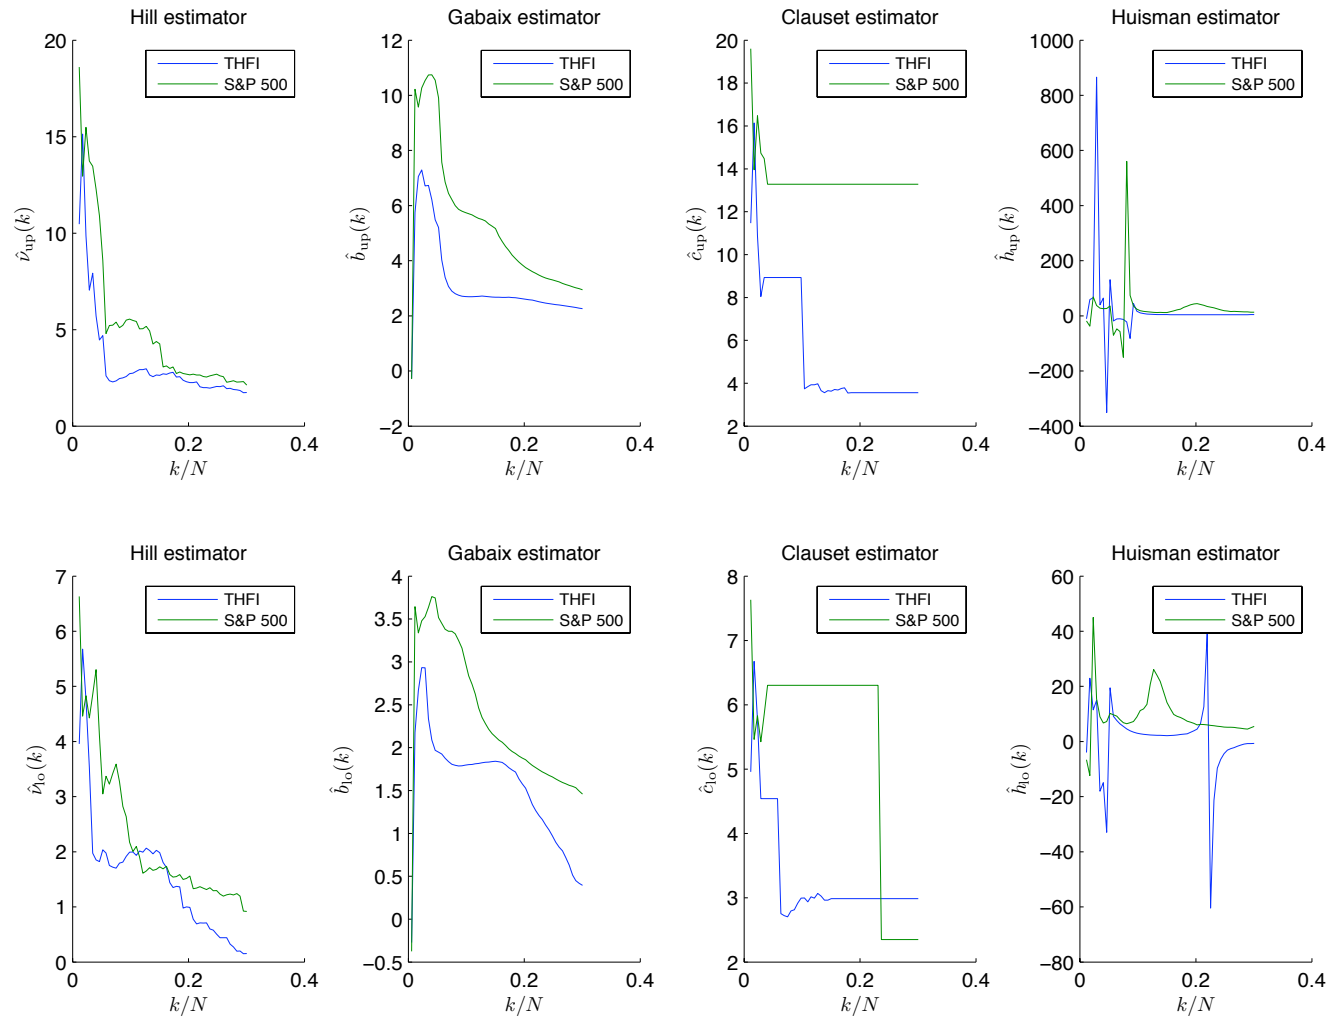 Hill estimator
20
15
10
5
0
0
0.2
0.4
ν̂up(k)
k/N
THFI
S&P 500
Gabaix estimator
12
10
8
6
4
2
0
−2
0
0.2
0.4
b̂up(k)
k/N
THFI
S&P 500
Clauset estimator
20
18
16
14
12
10
8
6
4
2
0
0.2
0.4
ĉup(k)
k/N
THFI
S&P 500
Huisman estimator
1000
800
600
400
200
0
−200
−400
0
0.2
0.4
ĥup(k)
k/N
THFI
S&P 500
Hill estimator
7
6
5
4
3
2
1
0
0
0.2
0.4
ν̂lo(k)
k/N
THFI
S&P 500
Gabaix estimator
4
3.5
3
2.5
2
1.5
1
0.5
0
−0.5
0
0.2
0.4
b̂lo(k)
k/N
THFI
S&P 500
Clauset estimator
8
7
6
5
4
3
2
0
0.2
0.4
ĉlo(k)
k/N
THFI
S&P 500
Huisman estimator
60
40
20
0
−20
−40
−60
−80
0
0.2
0.4
ĥlo(k)
k/N
THFI
S&P 500